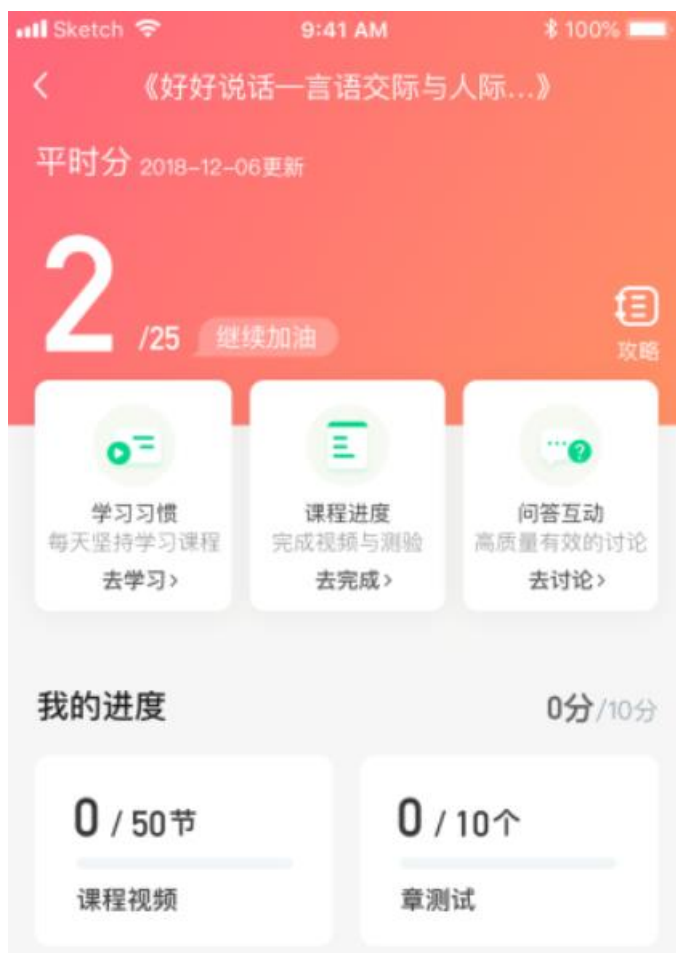 Sketch 9:41 AM 100%
《好好说话一言语交际与人际...》
平时分 2018-12-06更新
2 /25 继续加油
攻略
学习习惯 课程进度 问答互动
每天坚持学习课程 完成视频与测验 高质量有效的讨论
去学习> 去完成> 去讨论>
我的进度 0分/10分
0 / 50节 0 / 10个
课程视频 章测试